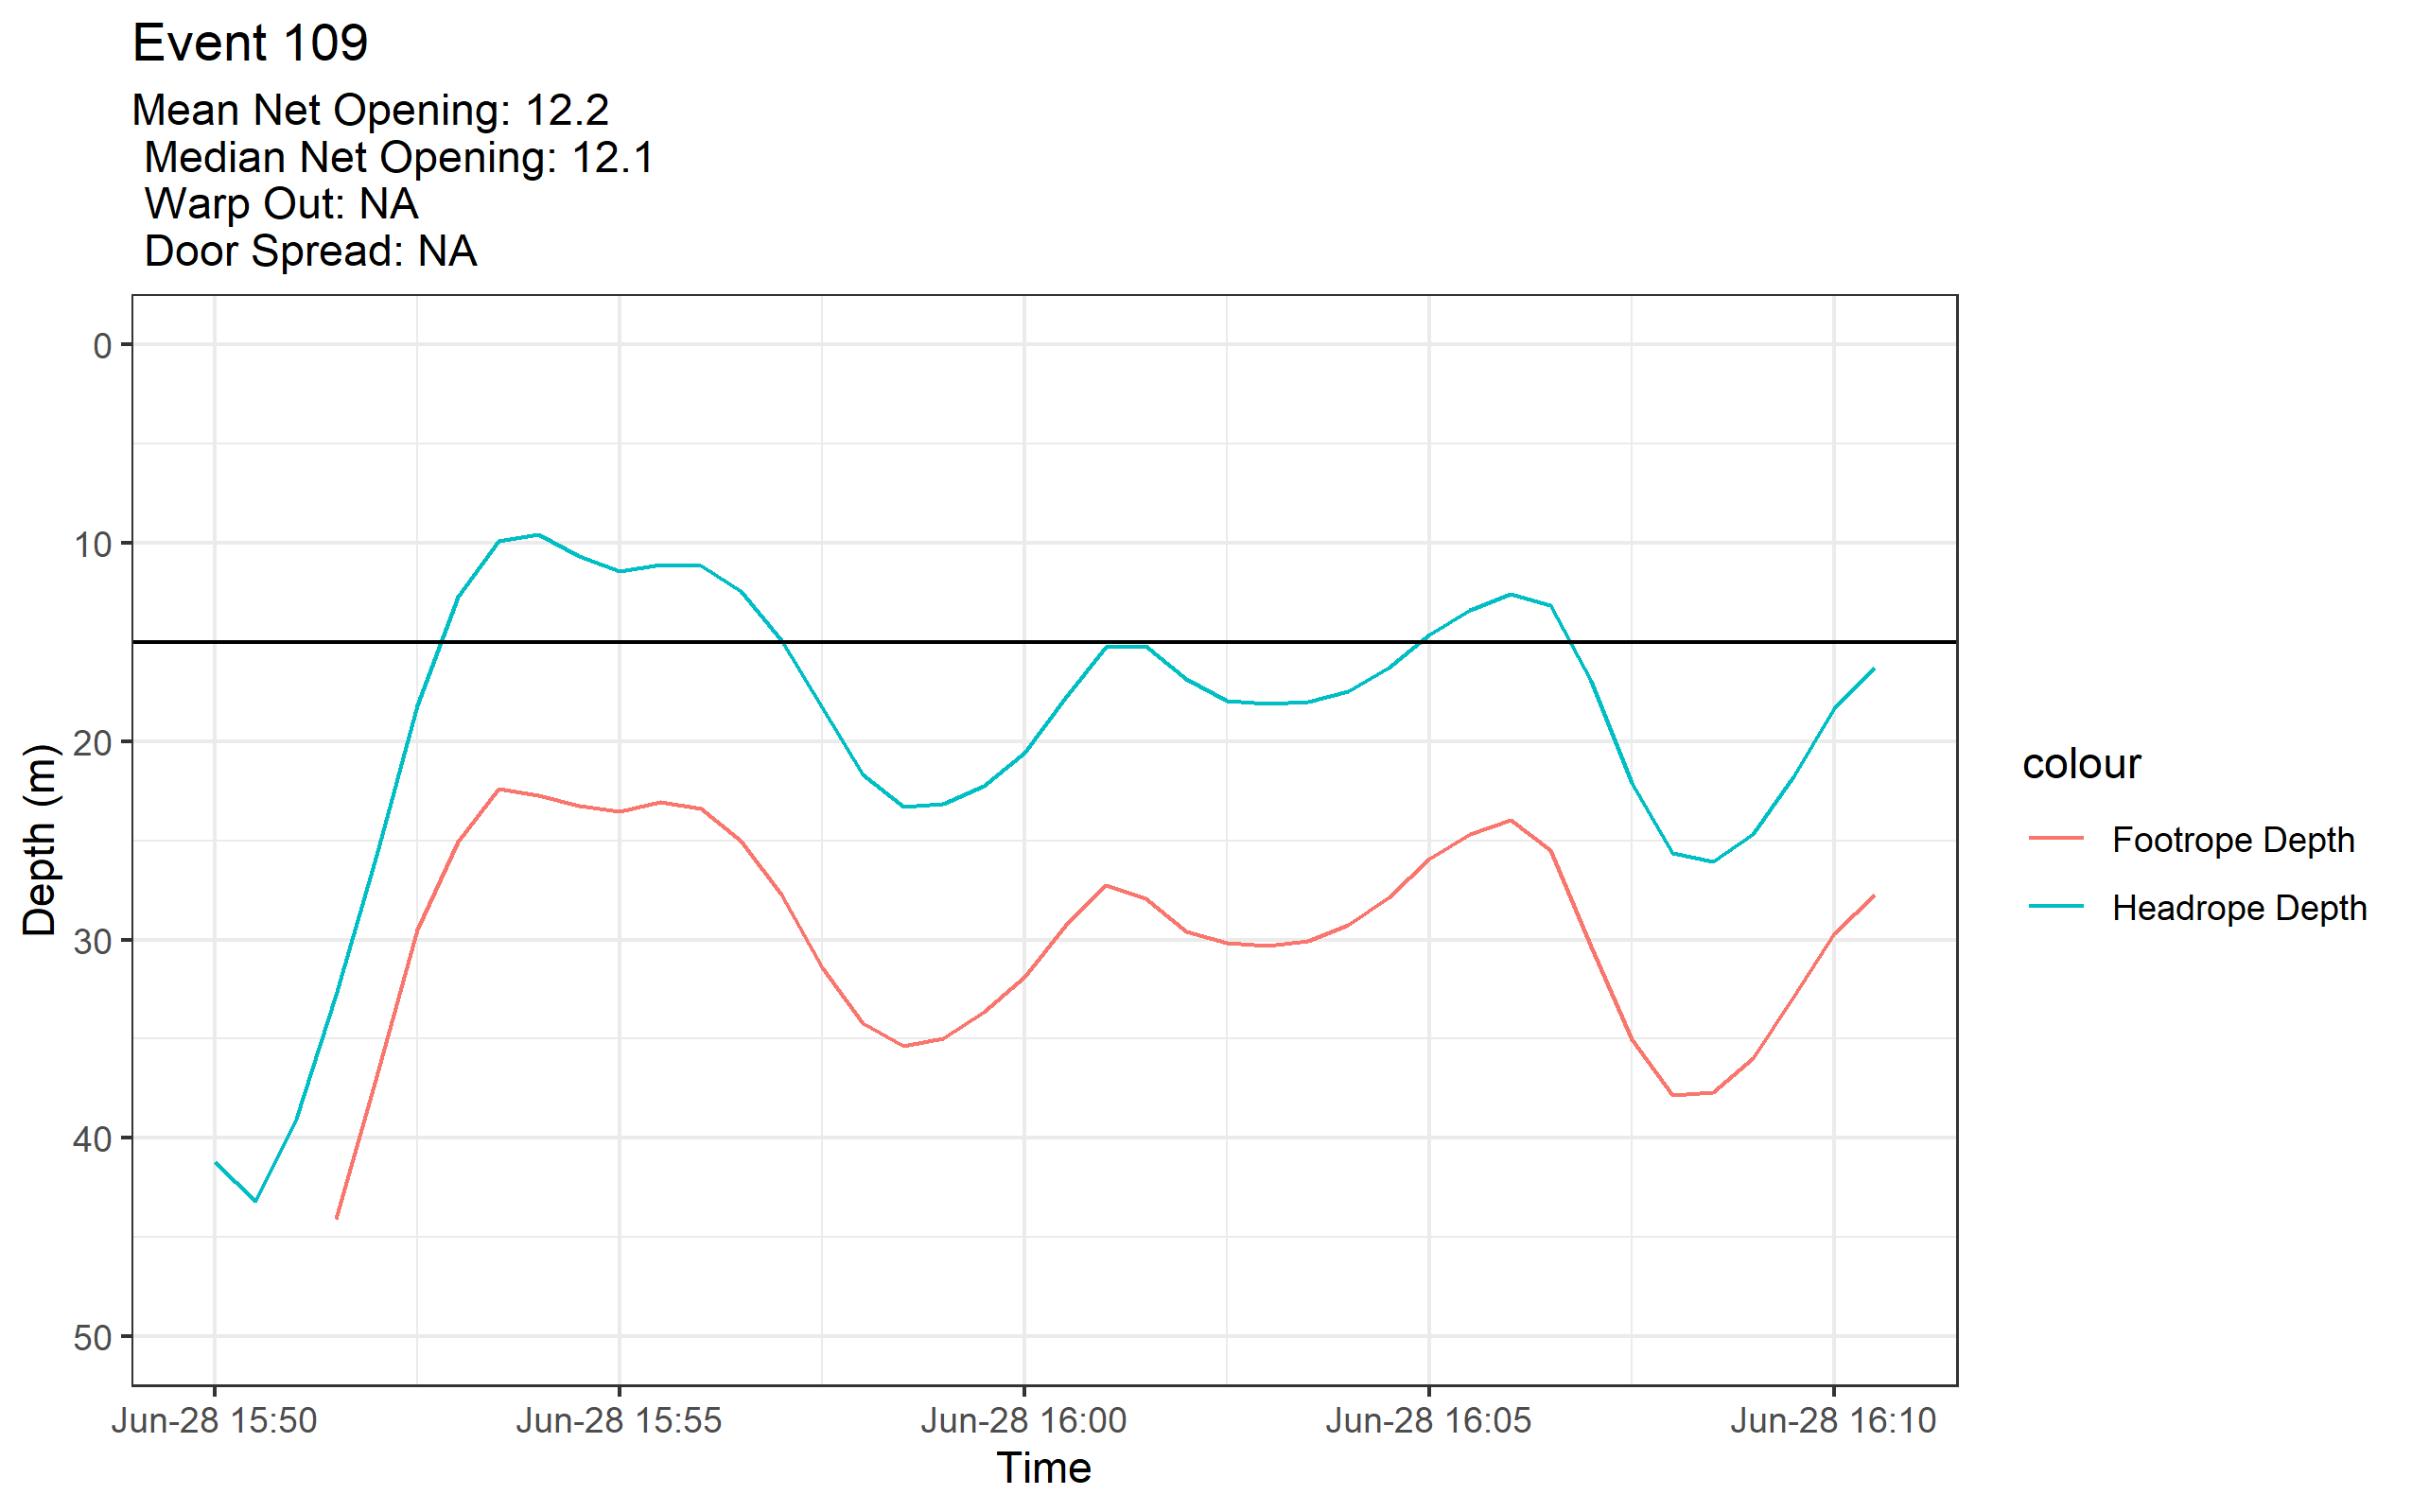 Event 109
Mean Net Opening: 12.2
Median Net Opening: 12.1
Warp Out: NA
Door Spread: NA
0
10
20
30
40
50
Depth (m)
Jun-28 15:50
Jun-28 15:55
Jun-28 16:00
Jun-28 16:05
Jun-28 16:10
Time
colour
Footrope Depth
Headrope Depth